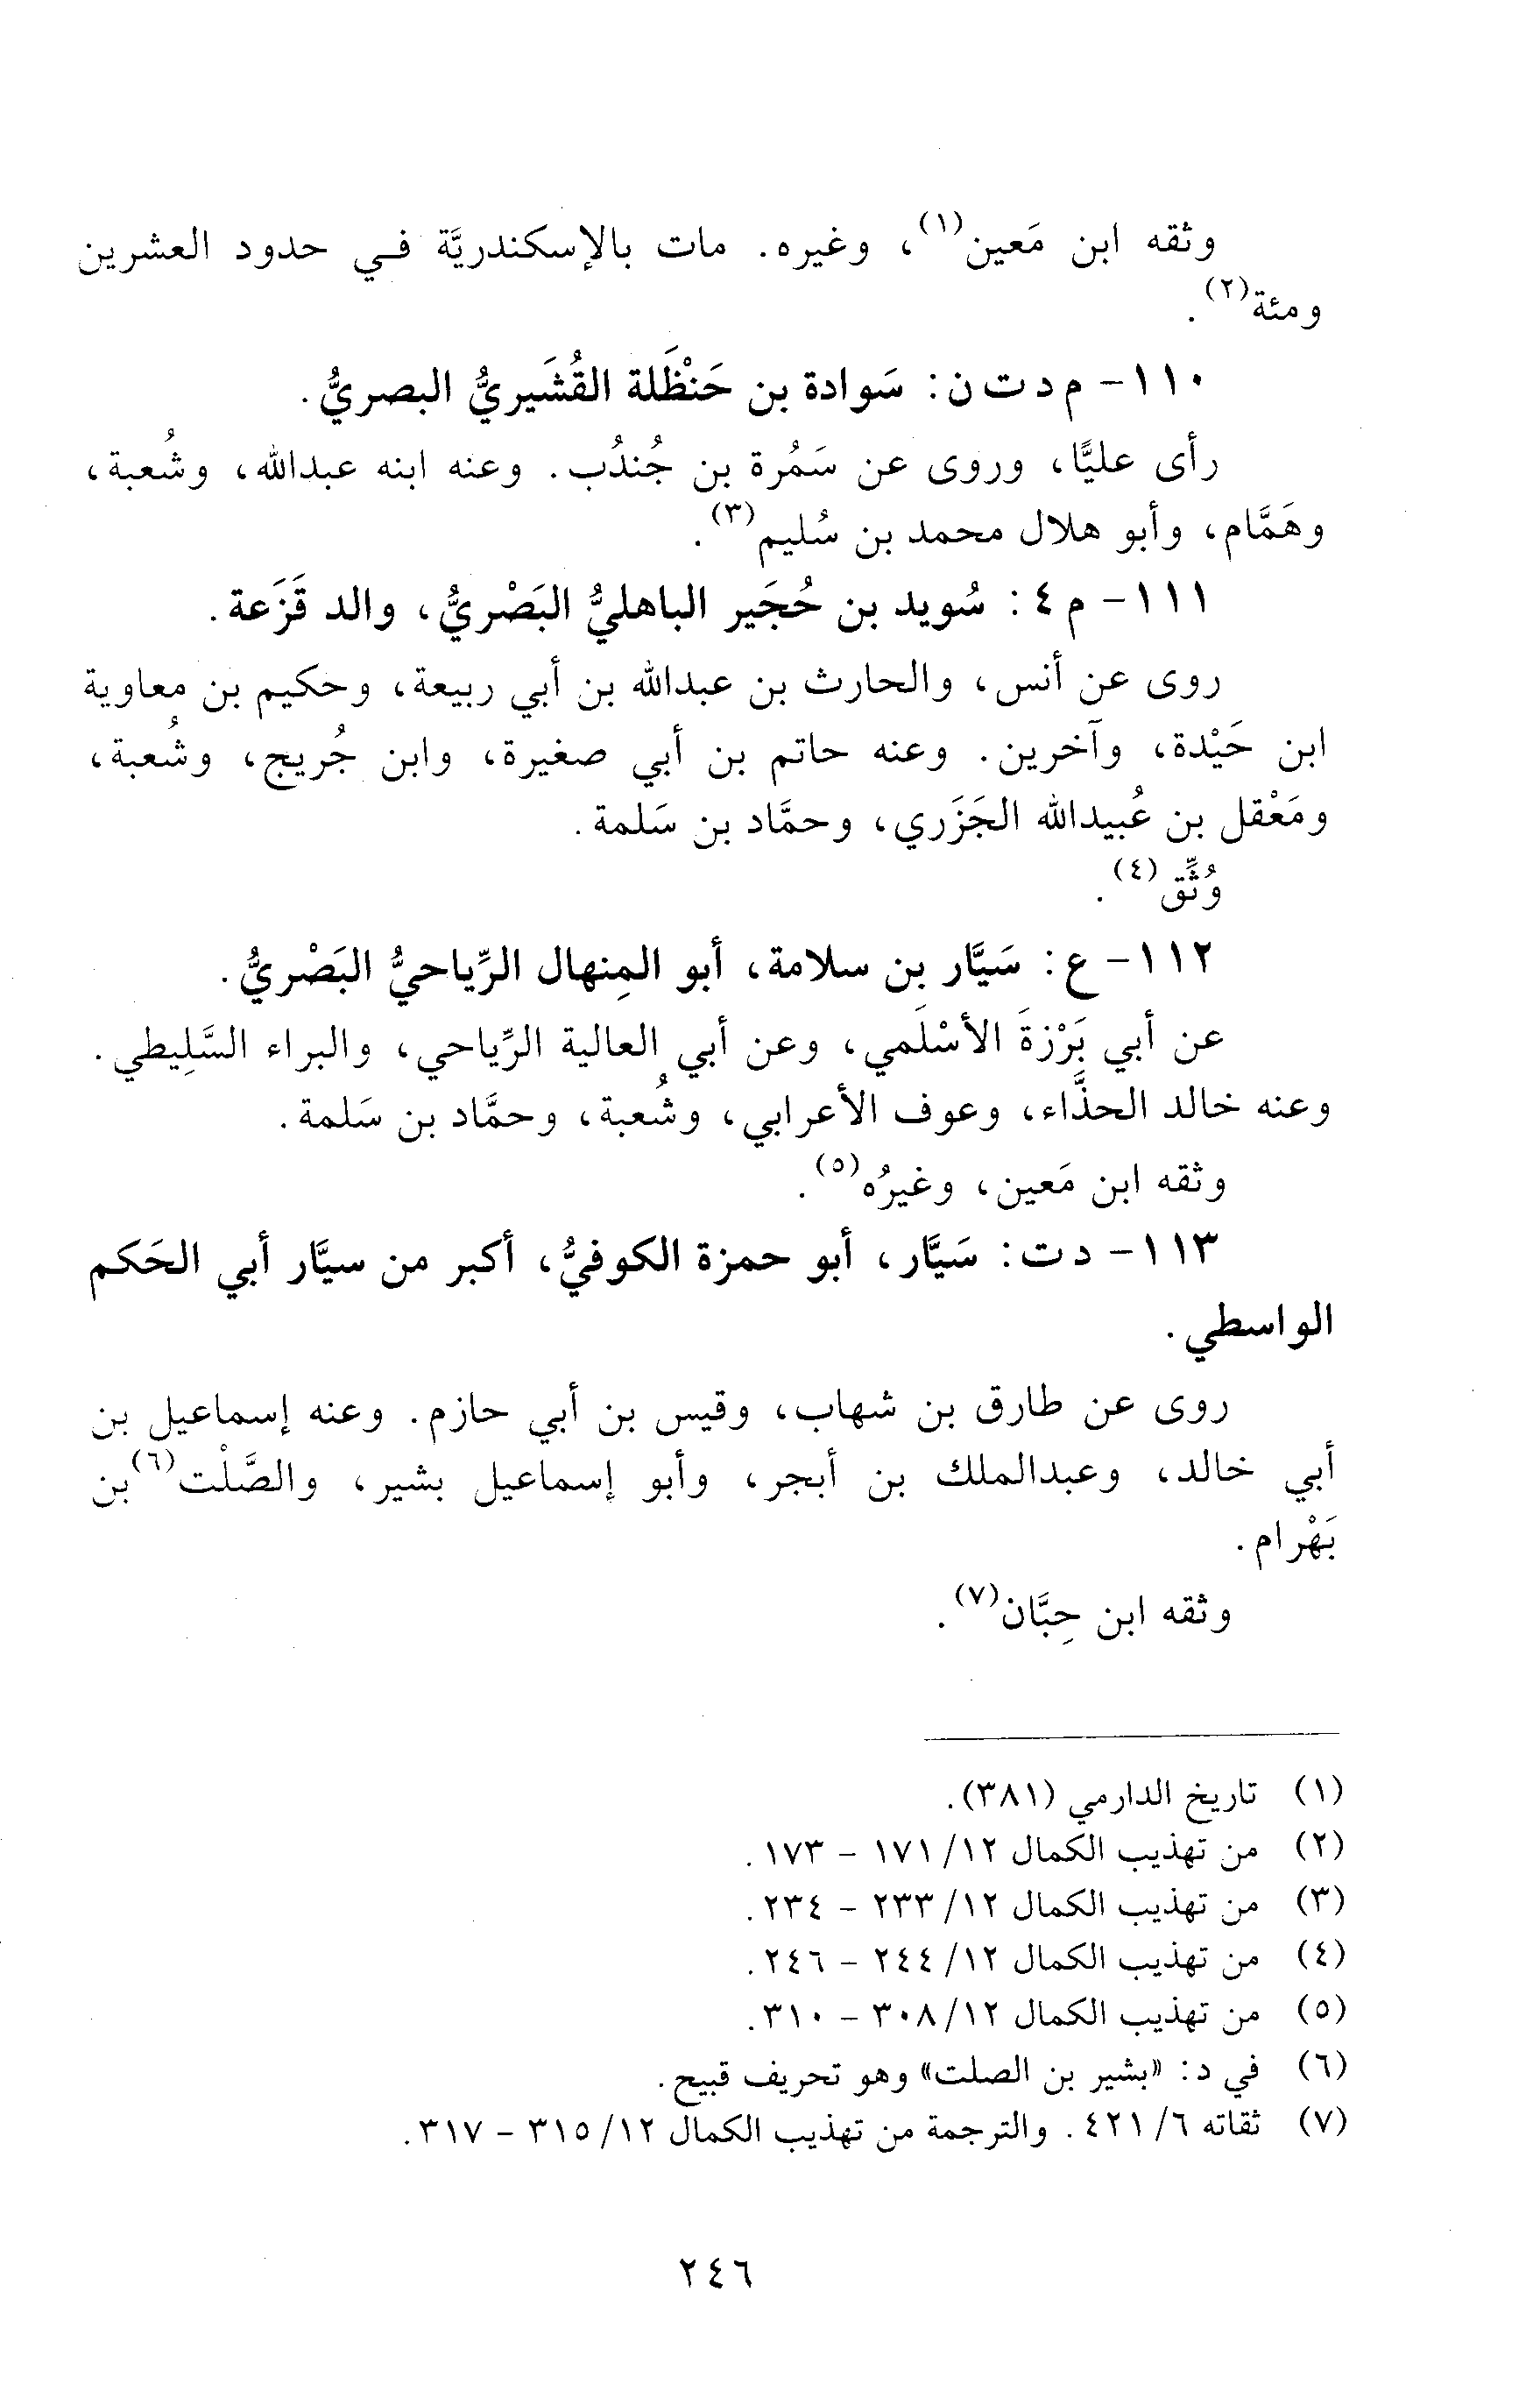 وثقه ابن مَعين(١)، وغيره. مات بالإسكندريَّة في حدود العشرين
ومئة(٢).
١١٠- م د ت ن: سَوادة بن حَنْظَلة القُشَيريُّ البصريُّ.
رأى عليًّا، وروى عن سَمُرة بن جُندُب. وعنه ابنه عبدالله، وشُعبة،
وهَمَّام، وأبو هلال محمد بن سُليم(٣).
١١١- م ٤: سُويد بن حُجَير الباهليُّ البَصْريُّ، والد قَزَعة.
روى عن أنس، والحارث بن عبدالله بن أبي ربيعة، وحكيم بن معاوية
ابن حَيْدة، وآخرين. وعنه حاتم بن أبي صغيرة، وابن جُريج، وشُعبة،
ومَعْقل بن عُبيدالله الجَزَري، وحمَّاد بن سَلمة.
وُثِّق(٤).
١١٢- ع: سَيَّار بن سلامة، أبو المِنهال الرِّياحيُّ البَصْريُّ.
عن أبي بَرْزةَ الأسْلَمي، وعن أبي العالية الرِّياحي، والبراء السَّلِيطي.
وعنه خالد الحذَّاء، وعوف الأعرابي، وشُعبة، وحمَّاد بن سَلمة.
وثقه ابن مَعين، وغيرُه(٥).
١١٣- د ت: سَيَّار، أبو حمزة الكوفيُّ، أكبر من سيَّار أبي الحَكم
الواسطي.
روى عن طارق بن شهاب، وقيس بن أبي حازم. وعنه إسماعيل بن
أبي خالد، وعبدالملك بن أبجر، وأبو إسماعيل بشير، والصَّلْت(٦) بن
بَهْرام.
وثقه ابن حِبَّان(٧).
(١) تاريخ الدارمي (٣٨١).
(٢) من تهذيب الكمال ١٢/ ١٧١ - ١٧٣.
(٣) من تهذيب الكمال ١٢/ ٢٣٣ - ٢٣٤.
(٤) من تهذيب الكمال ١٢/ ٢٤٤ - ٢٤٦.
(٥) من تهذيب الكمال ١٢/ ٣٠٨ - ٣١٠.
(٦) في د: «بشير بن الصلت» وهو تحريف قبيح.
(٧) ثقاته ٦/ ٤٢١. والترجمة من تهذيب الكمال ١٢/ ٣١٥ - ٣١٧.
٢٤٦